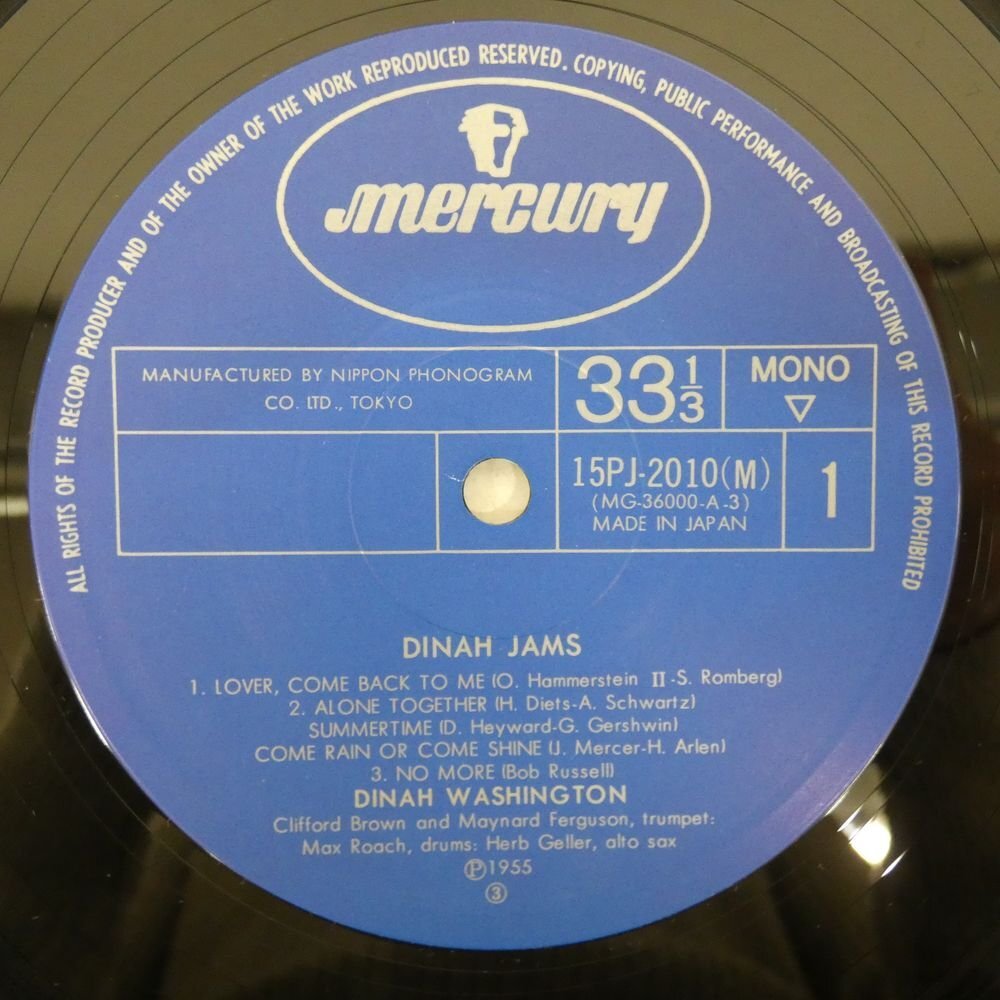 ALL RIGHTS OF THE RECORD PRODUCER AND OF THE OWNER OF THE WORK REPRODUCED RESERVED. COPYING, PUBLIC PERFORMANCE AND BROADCASTING OF THIS RECORD PROHIBITED
mercury
MANUFACTURED BY NIPPON PHONOGRAM
CO. LTD., TOKYO
33 1/3
MONO
▽
15PJ-2010(M)
(MG-36000-A-3)
MADE IN JAPAN
1
DINAH JAMS
1. LOVER, COME BACK TO ME (O. Hammerstein II-S. Romberg)
2. ALONE TOGETHER (H. Diets-A. Schwartz)
SUMMERTIME (D. Heyward-G. Gershwin)
COME RAIN OR COME SHINE (J. Mercer-H. Arlen)
3. NO MORE (Bob Russell)
DINAH WASHINGTON
Clifford Brown and Maynard Ferguson, trumpet:
Max Roach, drums: Herb Geller, alto sax
℗1955
③